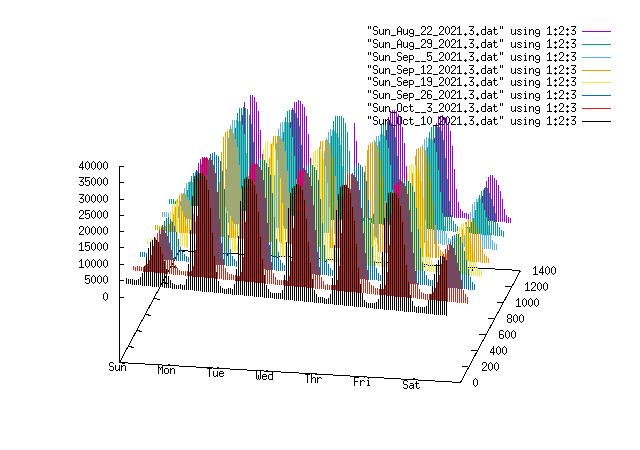 "Sun_Aug_22_2021.3.dat" using 1:2:3
"Sun_Aug_29_2021.3.dat" using 1:2:3
"Sun_Sep__5_2021.3.dat" using 1:2:3
"Sun_Sep_12_2021.3.dat" using 1:2:3
"Sun_Sep_19_2021.3.dat" using 1:2:3
"Sun_Sep_26_2021.3.dat" using 1:2:3
"Sun_Oct__3_2021.3.dat" using 1:2:3
"Sun_Oct_10_2021.3.dat" using 1:2:3
40000
35000
30000
25000
20000
15000
10000
5000
0
1400
1200
1000
800
600
400
200
0
Sun Mon Tue Wed Thr Fri Sat